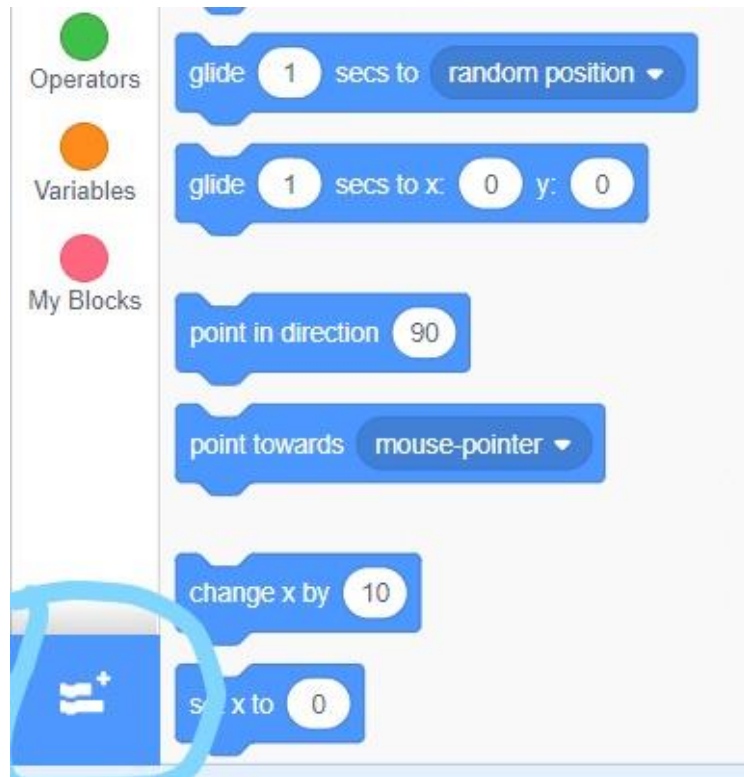 Operators
Variables
My Blocks
glide 1 secs to random position
glide 1 secs to x: 0 y: 0
point in direction 90
point towards mouse-pointer
change x by 10
set x to 0